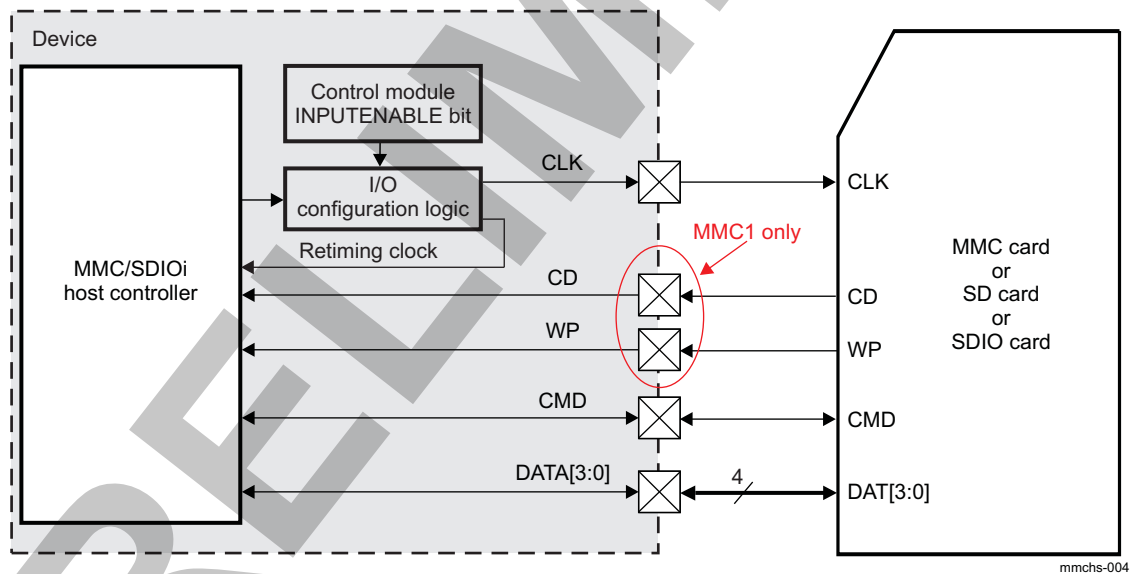 Device
Control module
INPUTENABLE bit
I/O
configuration logic
CLK
CLK
MMC1 only
Retiming clock
MMC/SDIOi
host controller
CD
CD
WP
WP
MMC card
or
SD card
or
SDIO card
CMD
CMD
DATA[3:0]
4
DAT[3:0]
mmchs-004